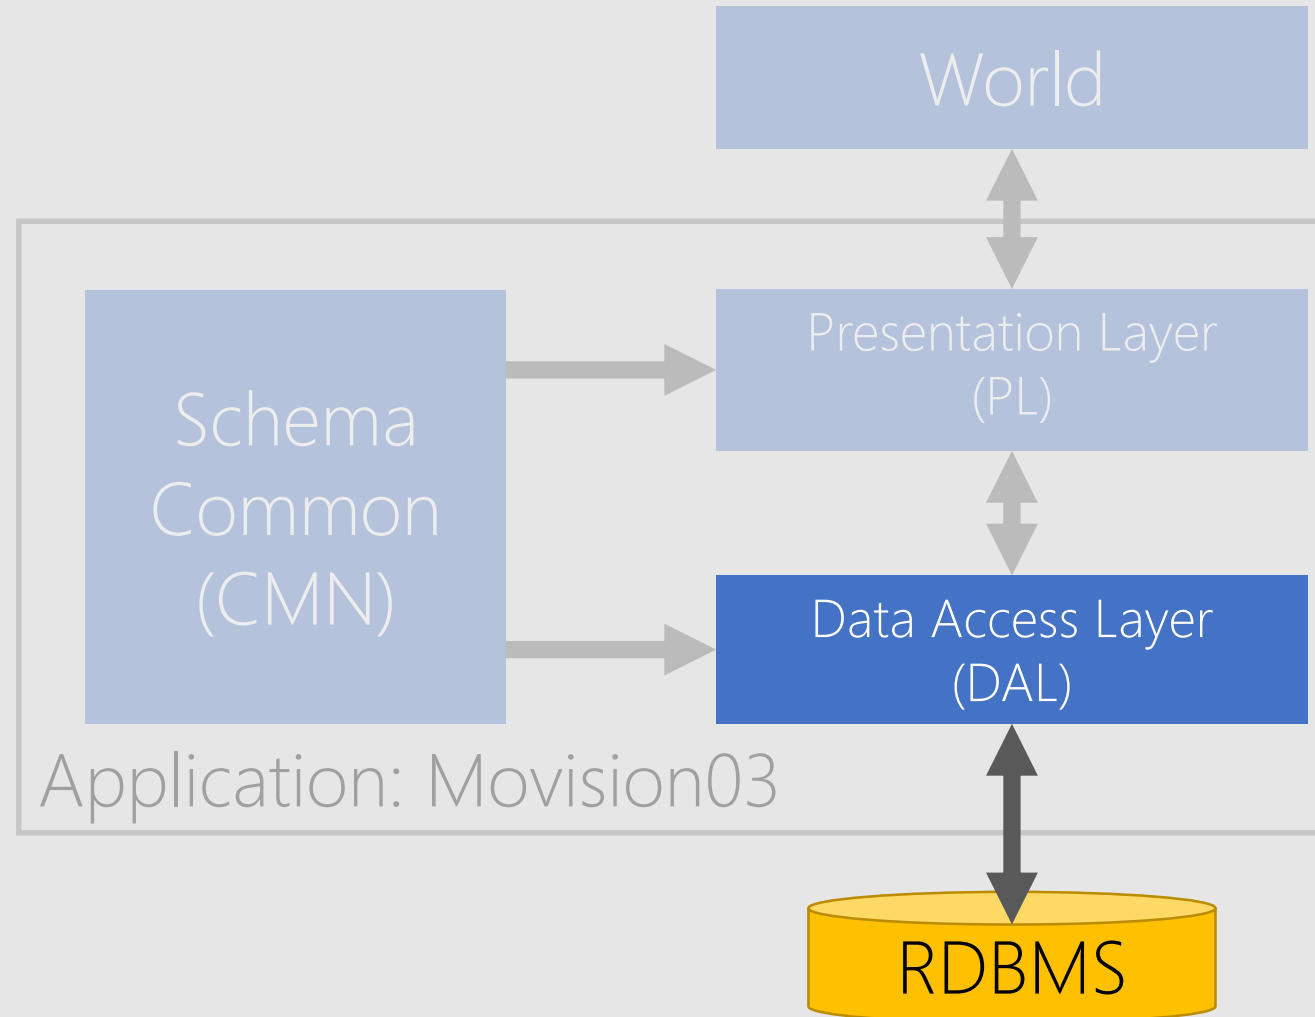 World
Presentation Layer
(PL)
Schema
Common
(CMN)
Data Access Layer
(DAL)
Application: Movision03
RDBMS